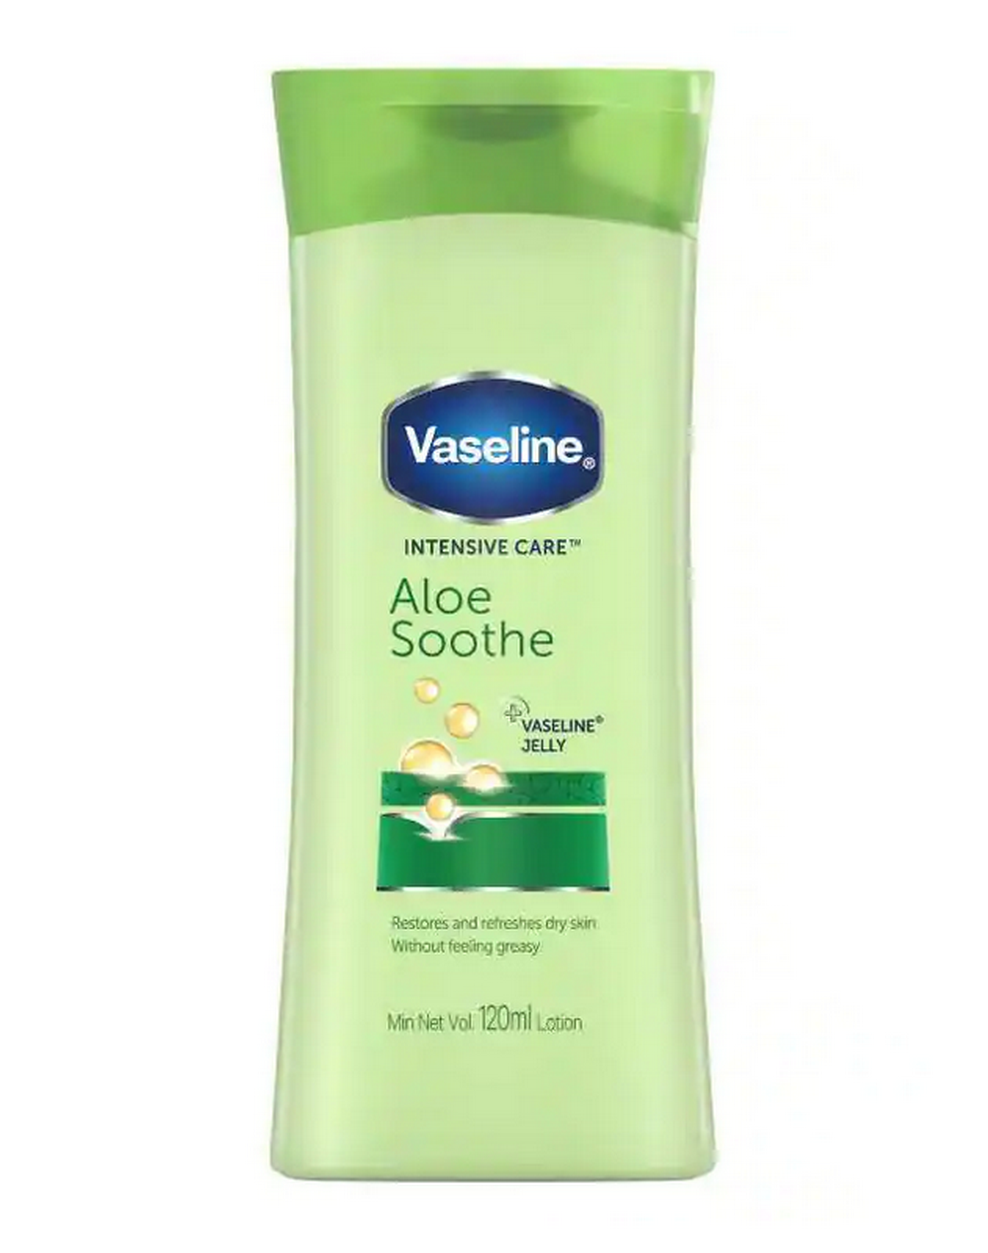 Vaseline®
INTENSIVE CARE™
Aloe
Soothe
VASELINE®
JELLY
Restores and refreshes dry skin
Without feeling greasy
Min Net Vol. 120ml Lotion